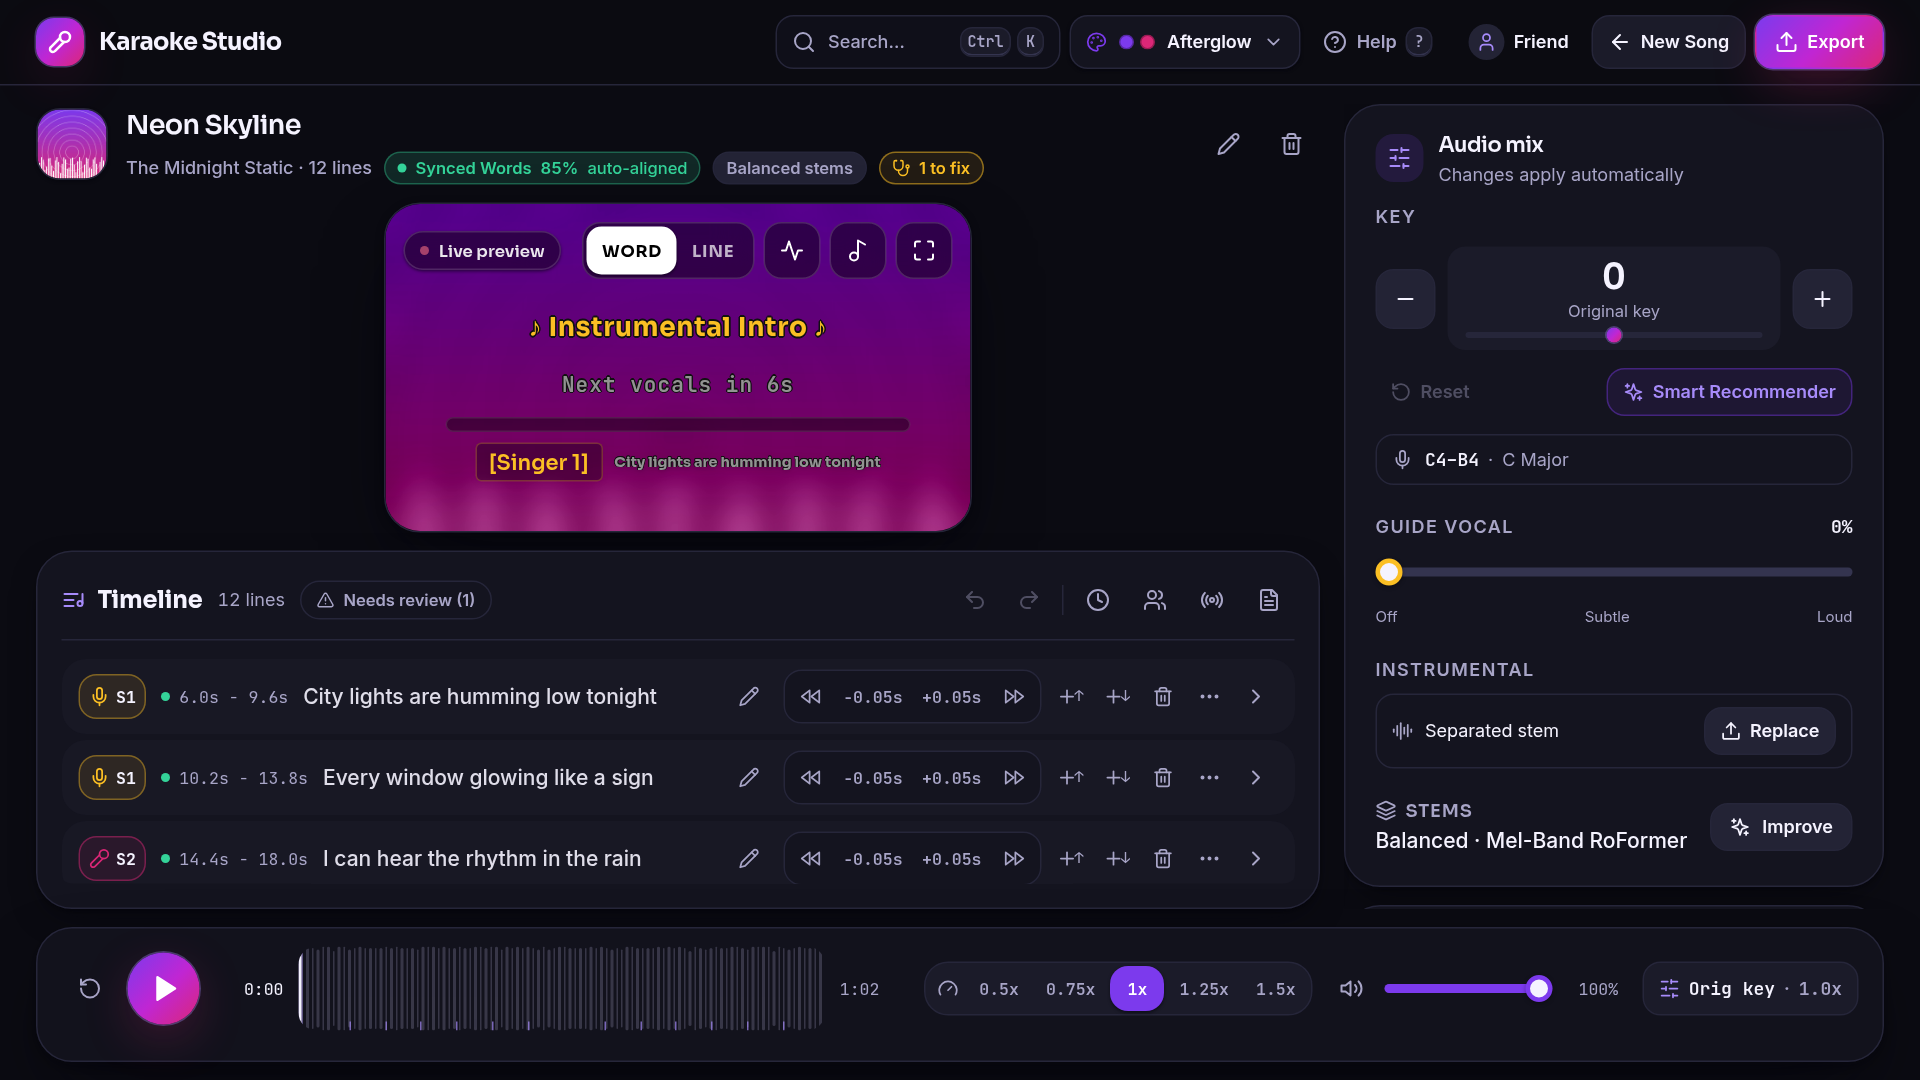 Karaoke Studio
Search... Ctrl K
Afterglow
Help ?
Friend
New Song
Export
Neon Skyline
The Midnight Static · 12 lines
Synced Words 85% auto-aligned
Balanced stems
1 to fix
Live preview
WORD LINE
♪ Instrumental Intro ♪
Next vocals in 6s
[Singer 1] City lights are humming low tonight
Timeline 12 lines
Needs review (1)
S1 6.0s - 9.6s City lights are humming low tonight -0.05s +0.05s
S1 10.2s - 13.8s Every window glowing like a sign -0.05s +0.05s
S2 14.4s - 18.0s I can hear the rhythm in the rain -0.05s +0.05s
Audio mix
Changes apply automatically
KEY
0
Original key
Reset
Smart Recommender
C4–B4 · C Major
GUIDE VOCAL 0%
Off Subtle Loud
INSTRUMENTAL
Separated stem
Replace
STEMS
Balanced · Mel-Band RoFormer
Improve
0:00
1:02
0.5x 0.75x 1x 1.25x 1.5x
100%
Orig key · 1.0x